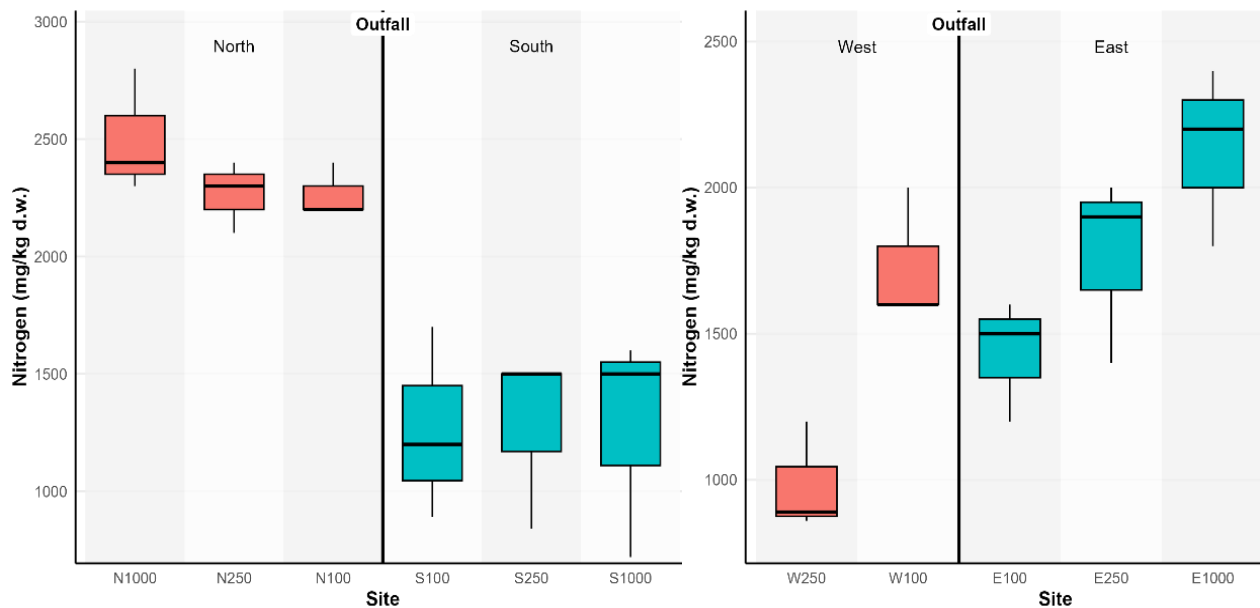 Outfall
North
South
3000
2500
2000
1500
1000
Nitrogen (mg/kg d.w.)
N1000
N250
N100
S100
S250
S1000
Site
Outfall
West
East
2500
2000
1500
1000
Nitrogen (mg/kg d.w.)
W250
W100
E100
E250
E1000
Site